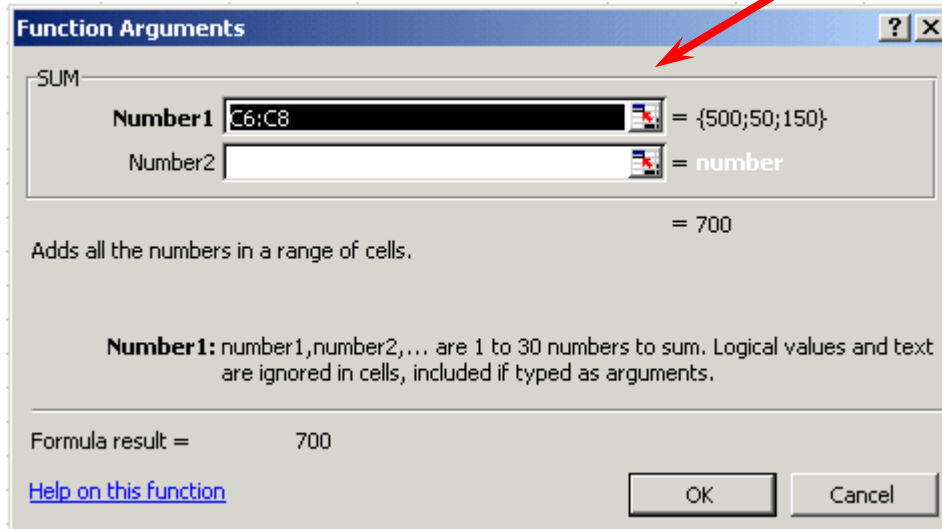 Function Arguments
SUM
Number1 C6:C8 = {500;50;150}
Number2 = number
= 700
Adds all the numbers in a range of cells.
Number1: number1,number2,... are 1 to 30 numbers to sum. Logical values and text
are ignored in cells, included if typed as arguments.
Formula result = 700
Help on this function OK Cancel